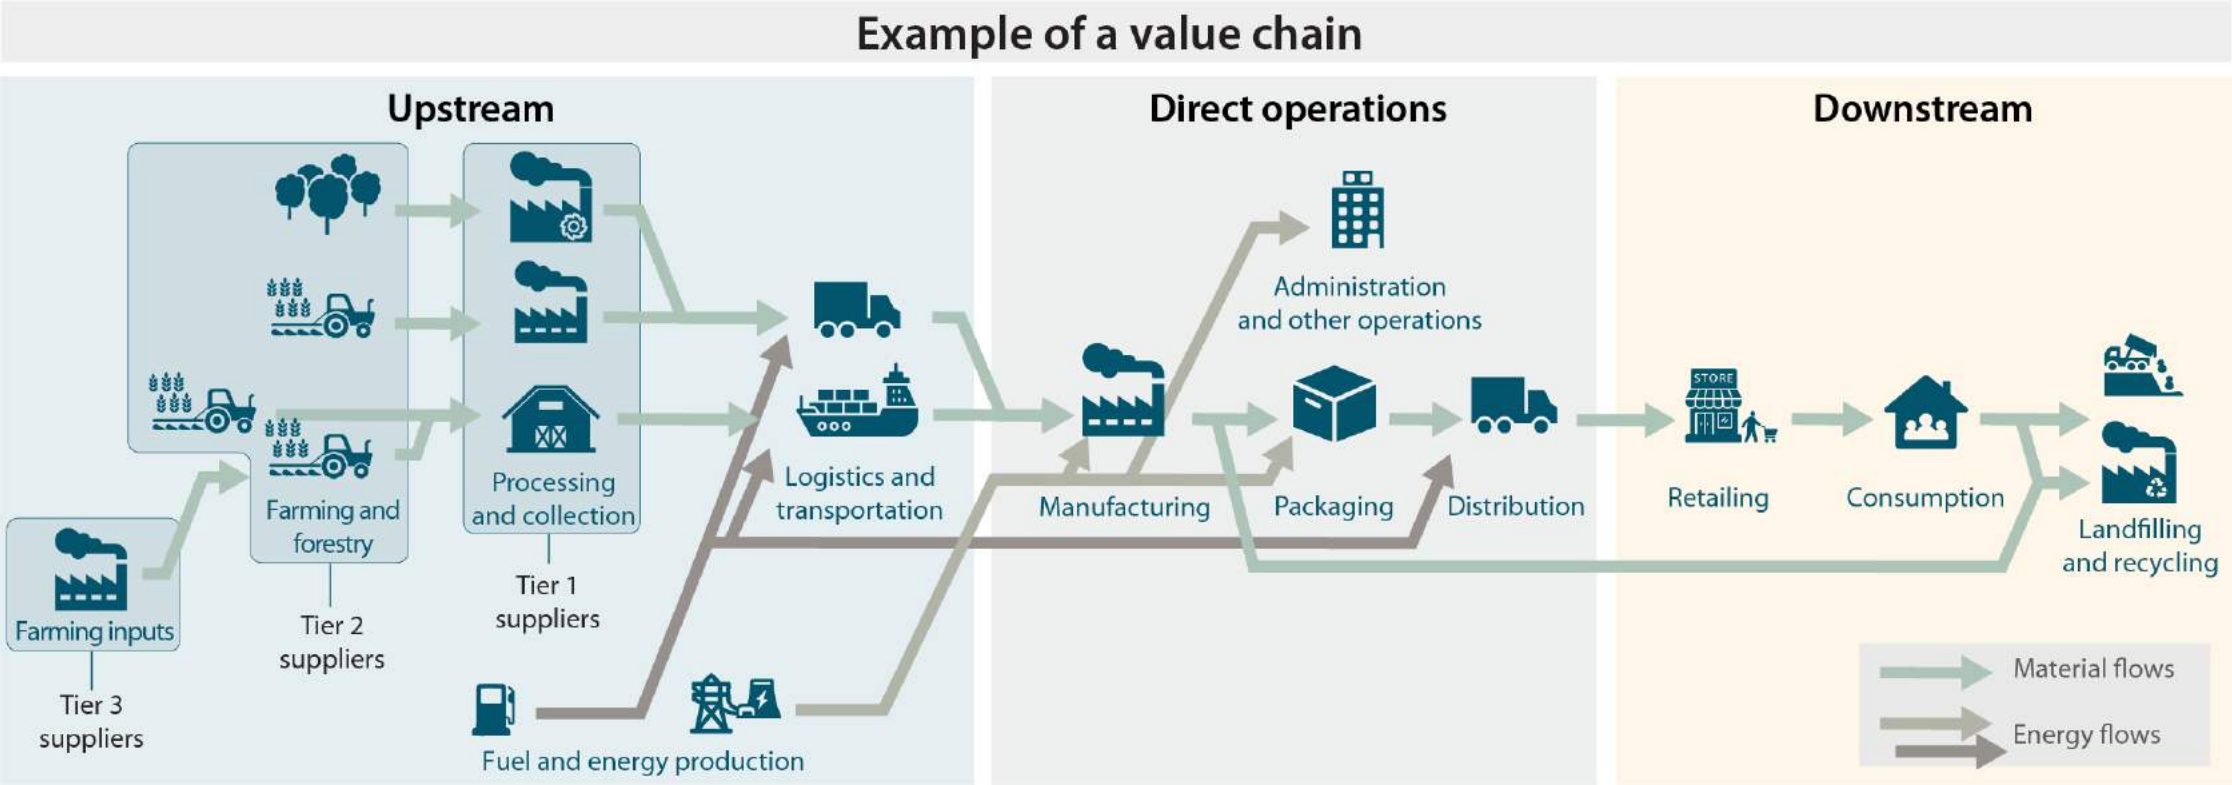 Example of a value chain
Upstream
Direct operations
Downstream
Administration
and other operations
STORE
Processing
and collection
Logistics and
transportation
Manufacturing
Packaging
Distribution
Retailing
Consumption
Farming and
forestry
Landfilling
and recycling
Tier 1
suppliers
Farming inputs
Tier 2
suppliers
Tier 3
suppliers
Fuel and energy production
Material flows
Energy flows